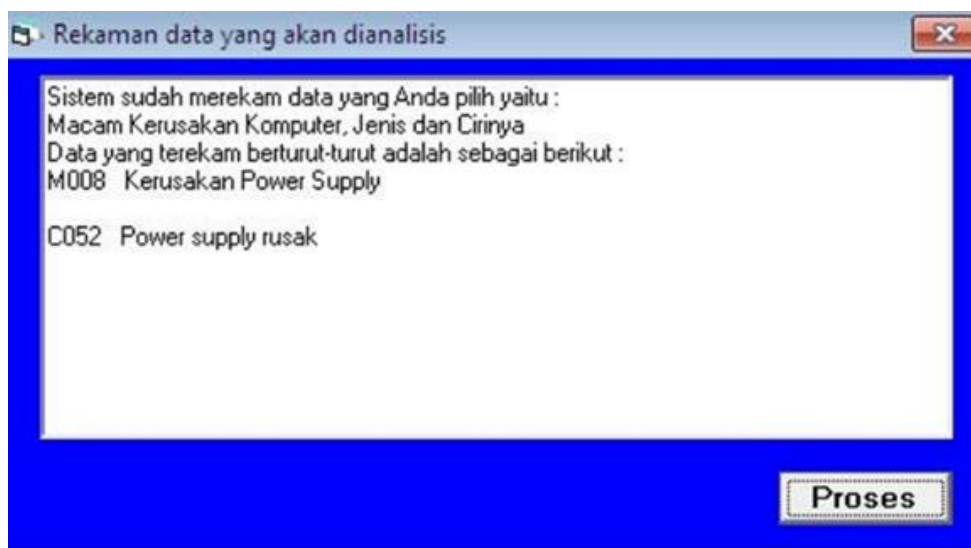 Rekaman data yang akan dianalisis
Sistem sudah merekam data yang Anda pilih yaitu :
Macam Kerusakan Komputer, Jenis dan Cirinya
Data yang terekam berturut-turut adalah sebagai berikut :
M008 Kerusakan Power Supply
C052 Power supply rusak
Proses